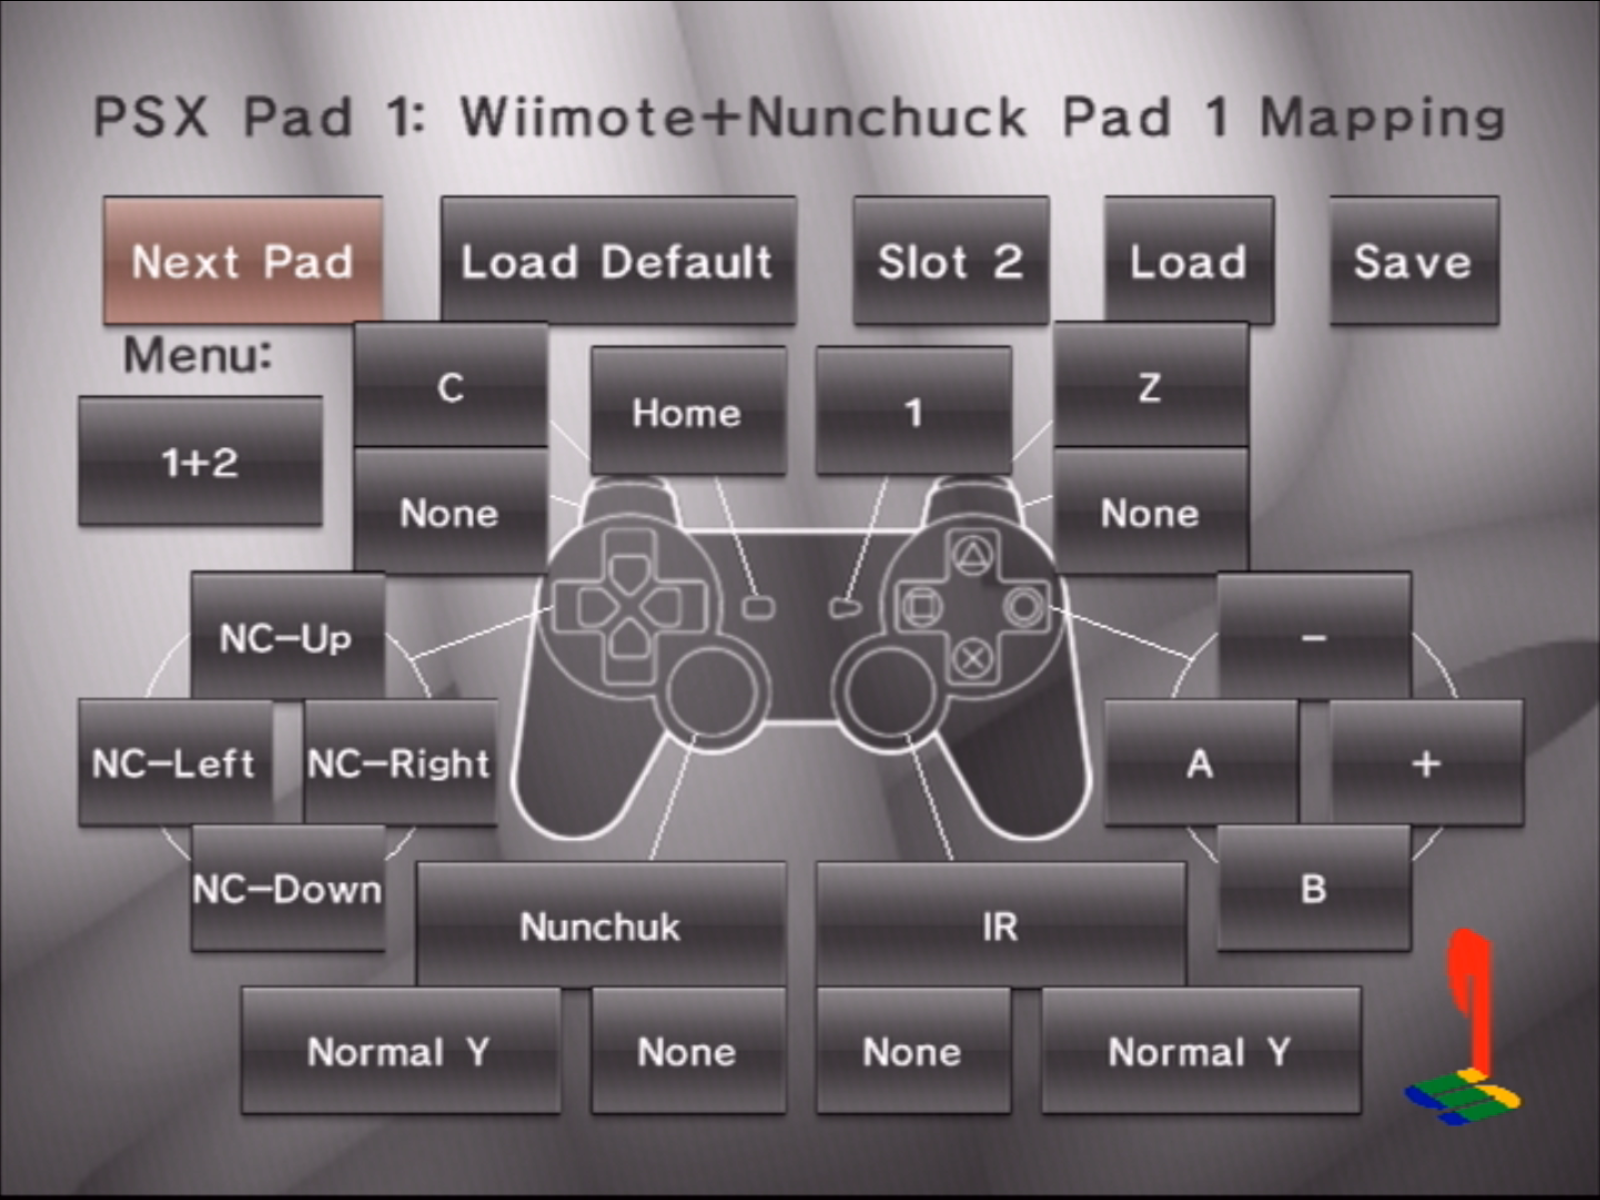 PSX Pad 1: Wiimote+Nunchuck Pad 1 Mapping
Next Pad
Load Default
Slot 2
Load
Save
Menu:
C
Home
1
Z
1+2
None
None
NC-Up
-
NC-Left
NC-Right
A
+
NC-Down
B
Nunchuk
IR
Normal Y
None
None
Normal Y